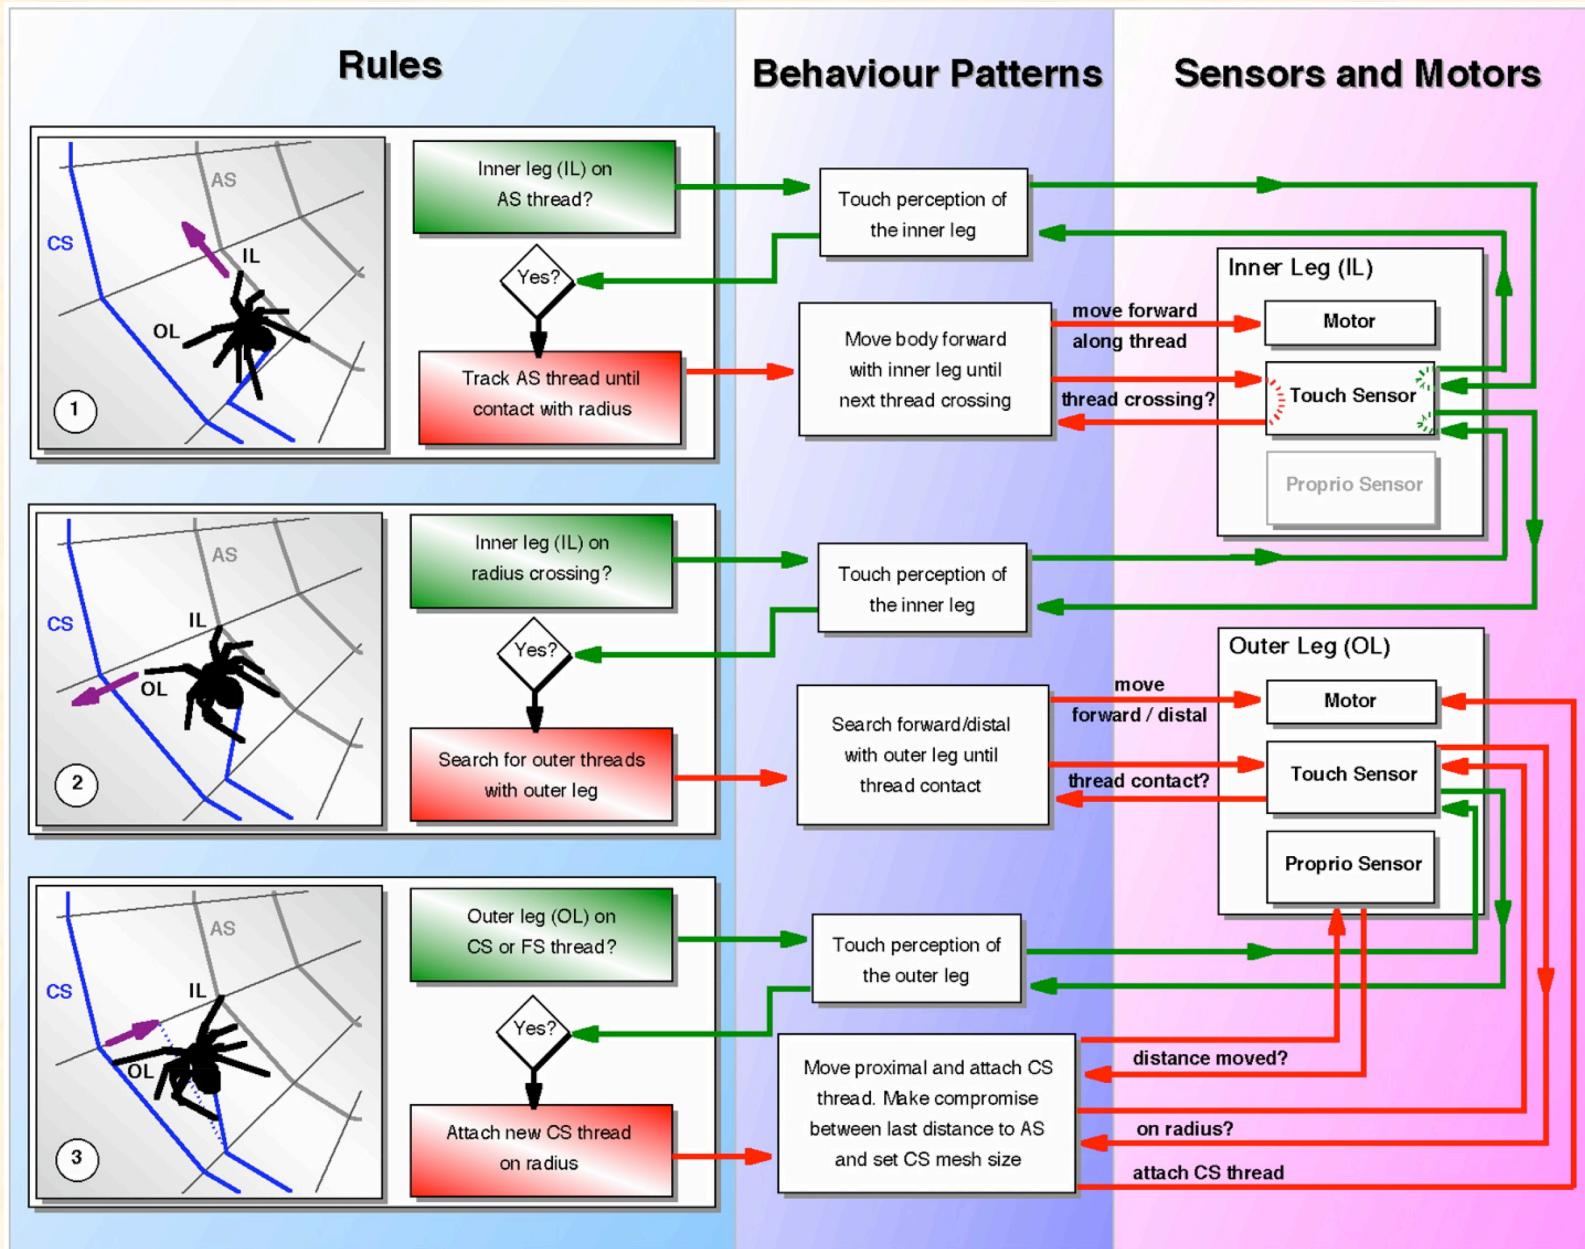 Rules
Behaviour Patterns
Sensors and Motors
AS
CS
IL
OL
1
Inner leg (IL) on
AS thread?
Yes?
Track AS thread until
contact with radius
Touch perception of
the inner leg
Move body forward
with inner leg until
next thread crossing
move forward
along thread
thread crossing?
Inner Leg (IL)
Motor
Touch Sensor
Proprio Sensor
AS
CS
IL
OL
2
Inner leg (IL) on
radius crossing?
Yes?
Search for outer threads
with outer leg
Touch perception of
the inner leg
Search forward/distal
with outer leg until
thread contact
move
forward / distal
thread contact?
Outer Leg (OL)
Motor
Touch Sensor
Proprio Sensor
AS
CS
IL
OL
3
Outer leg (OL) on
CS or FS thread?
Yes?
Attach new CS thread
on radius
Touch perception of
the outer leg
Move proximal and attach CS
thread. Make compromise
between last distance to AS
and set CS mesh size
distance moved?
on radius?
attach CS thread